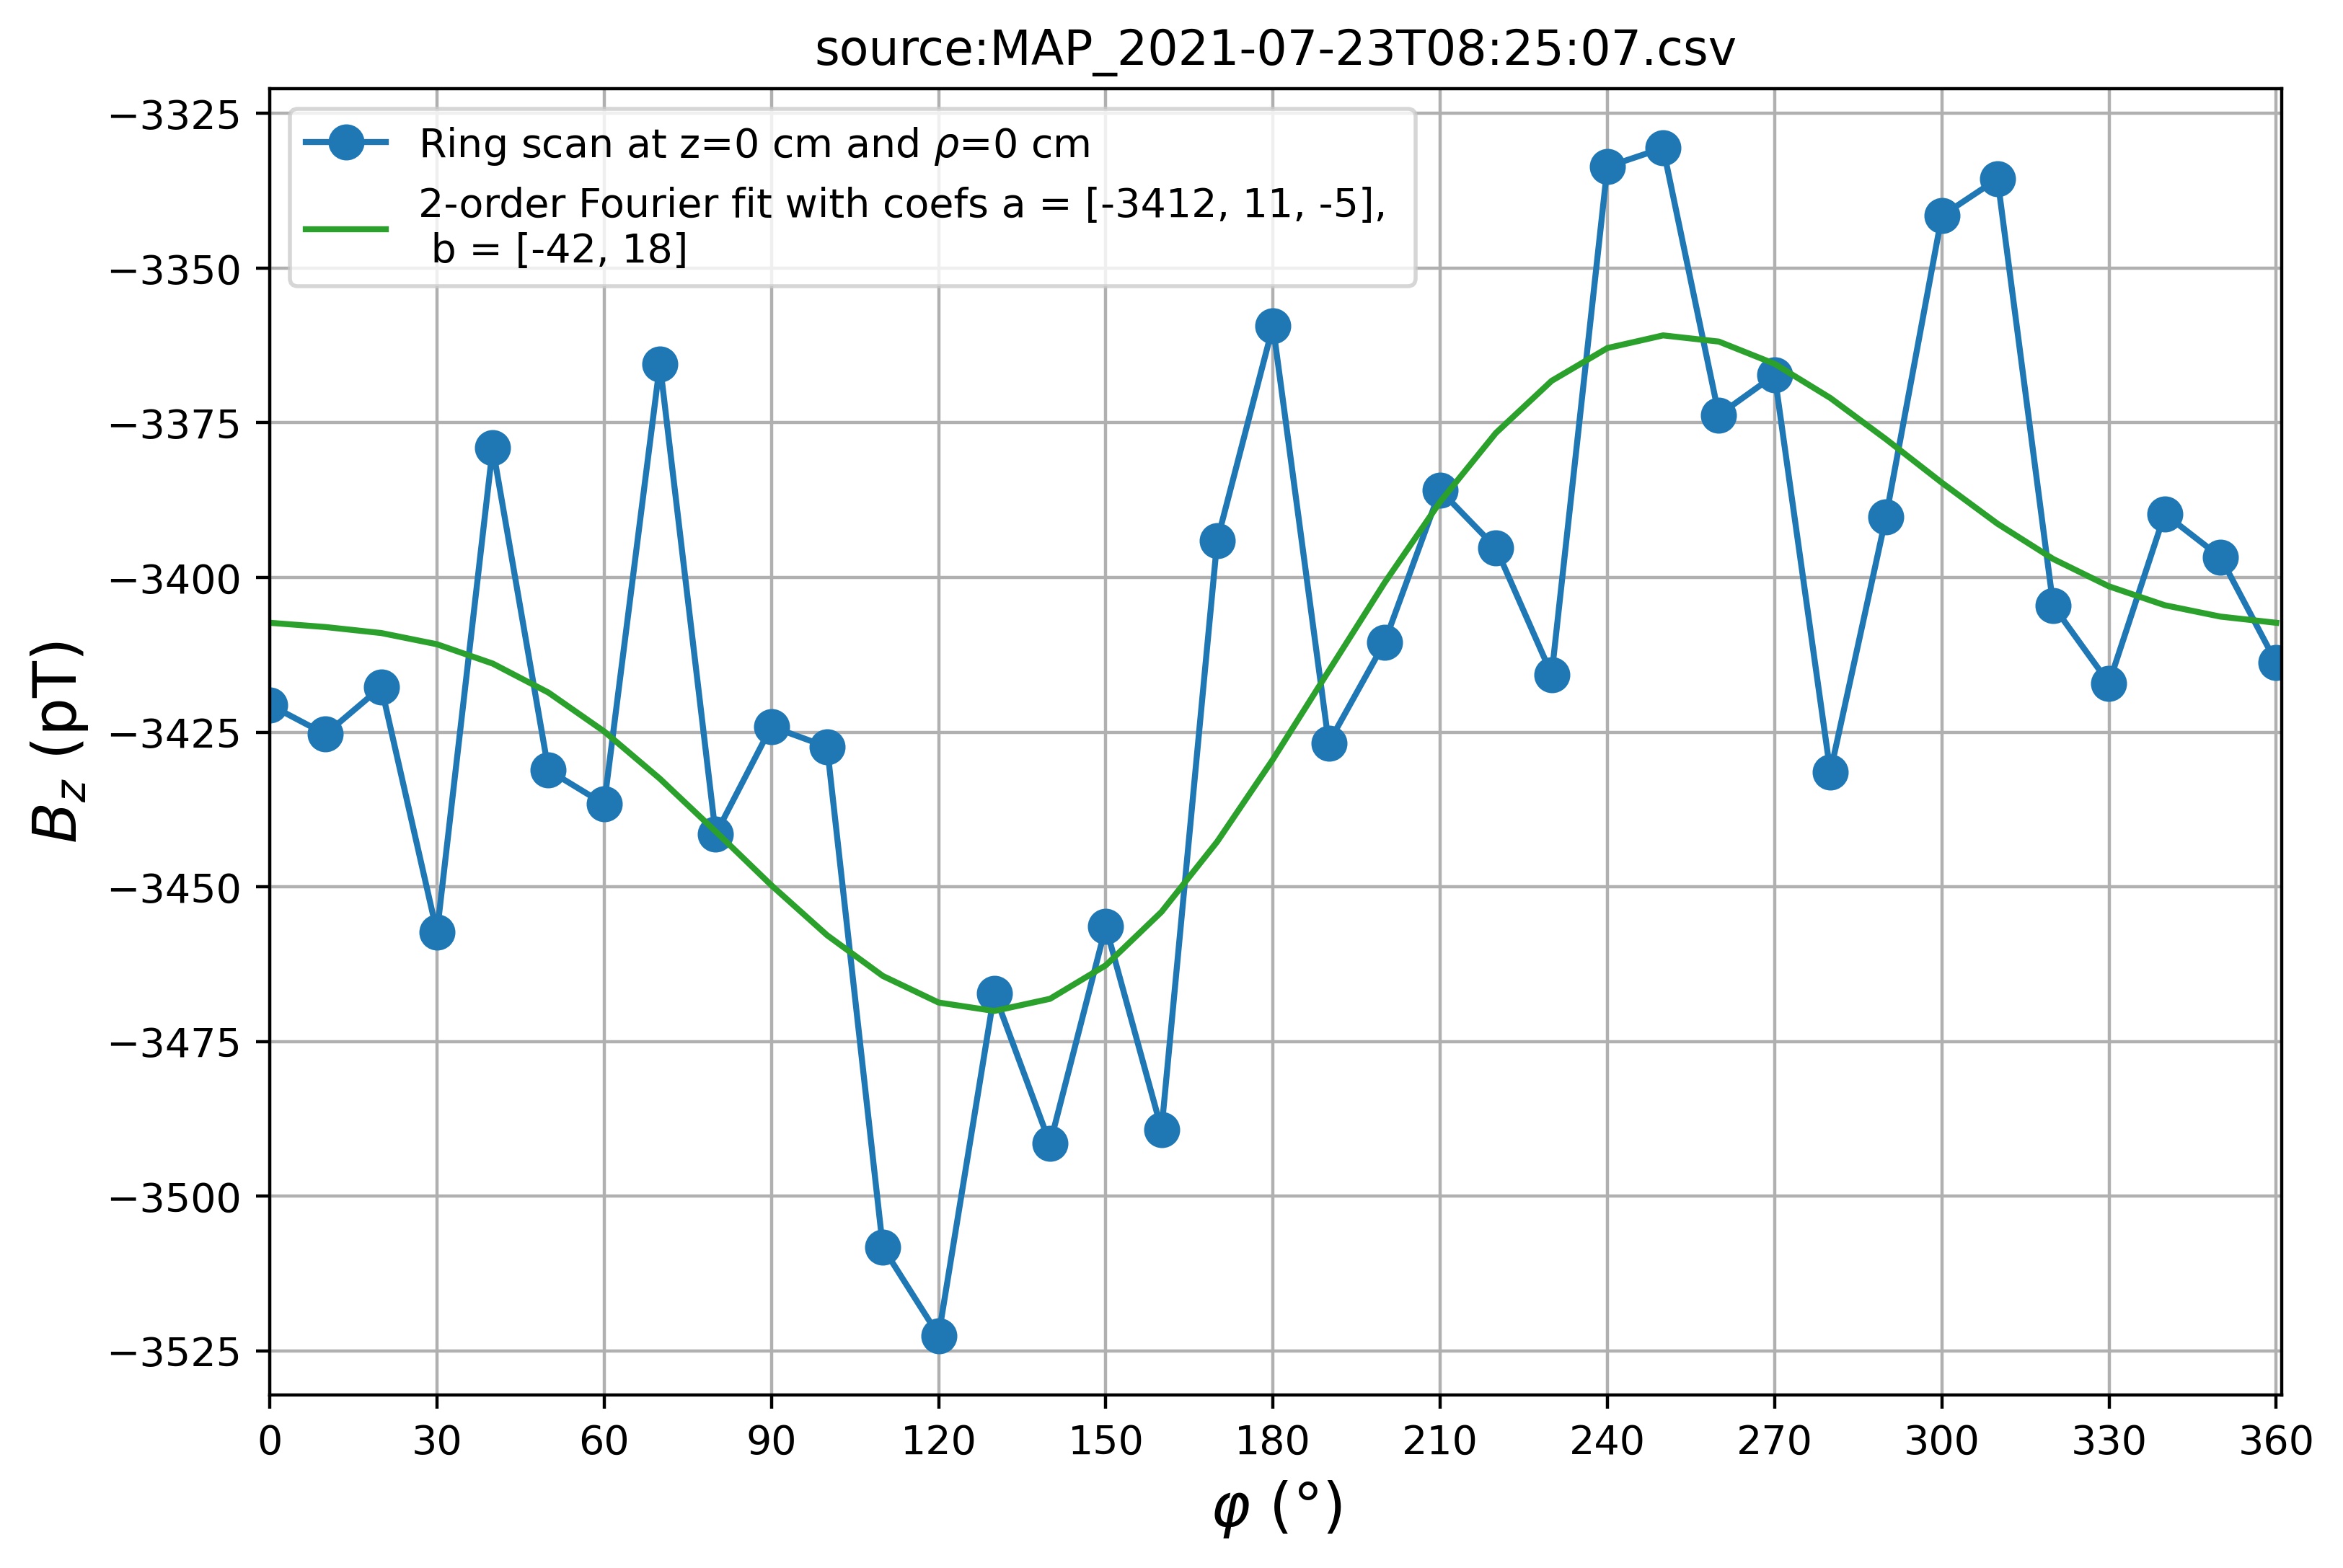 source:MAP_2021-07-23T08:25:07.csv
Ring scan at z=0 cm and ρ=0 cm
2-order Fourier fit with coefs a = [-3412, 11, -5],
b = [-42, 18]
−3325
−3350
−3375
−3400
−3425
−3450
−3475
−3500
−3525
B_z (pT)
0 30 60 90 120 150 180 210 240 270 300 330 360
φ (°)